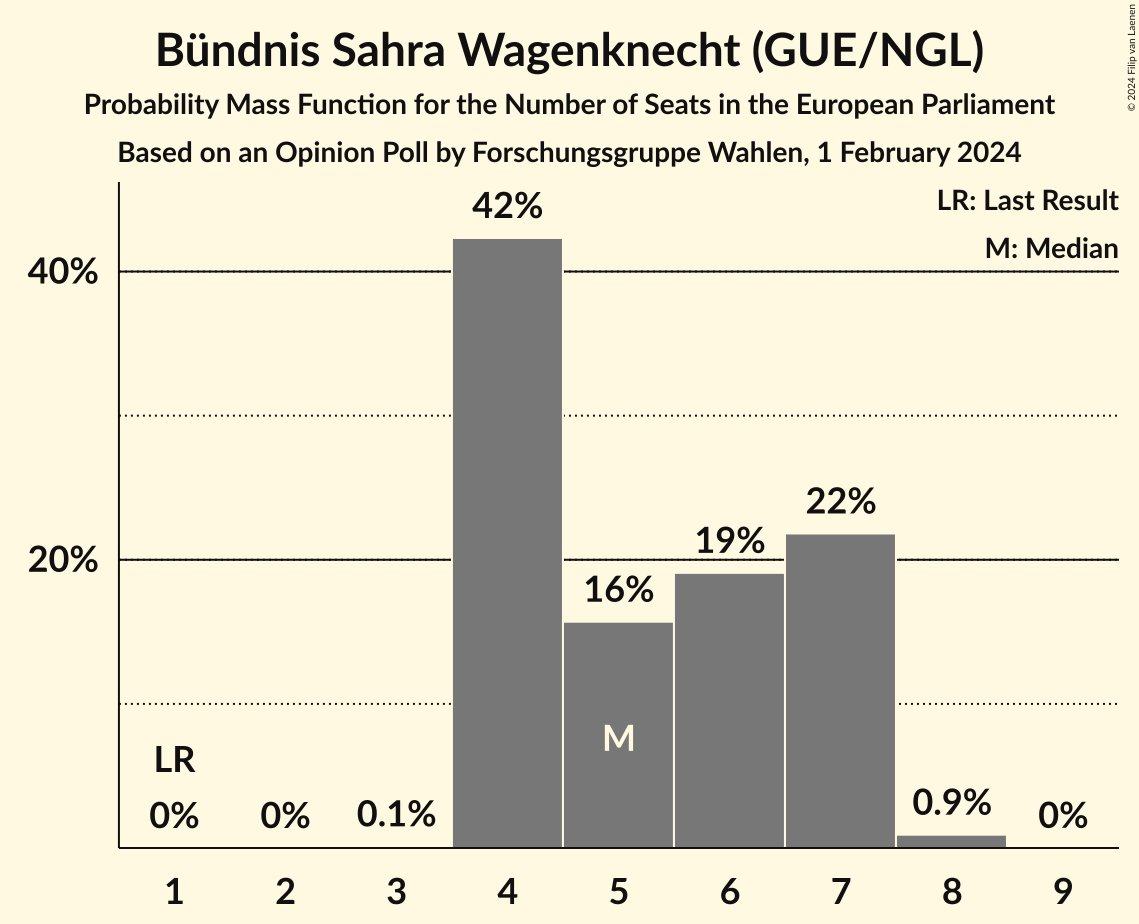 Bündnis Sahra Wagenknecht (GUE/NGL)
Probability Mass Function for the Number of Seats in the European Parliament
Based on an Opinion Poll by Forschungsgruppe Wahlen, 1 February 2024
© 2024 Filip van Laenen
LR: Last Result
M: Median
42%
40%
22%
19%
20%
16%
M
LR
0% 0% 0.1% 0.9% 0%
1 2 3 4 5 6 7 8 9